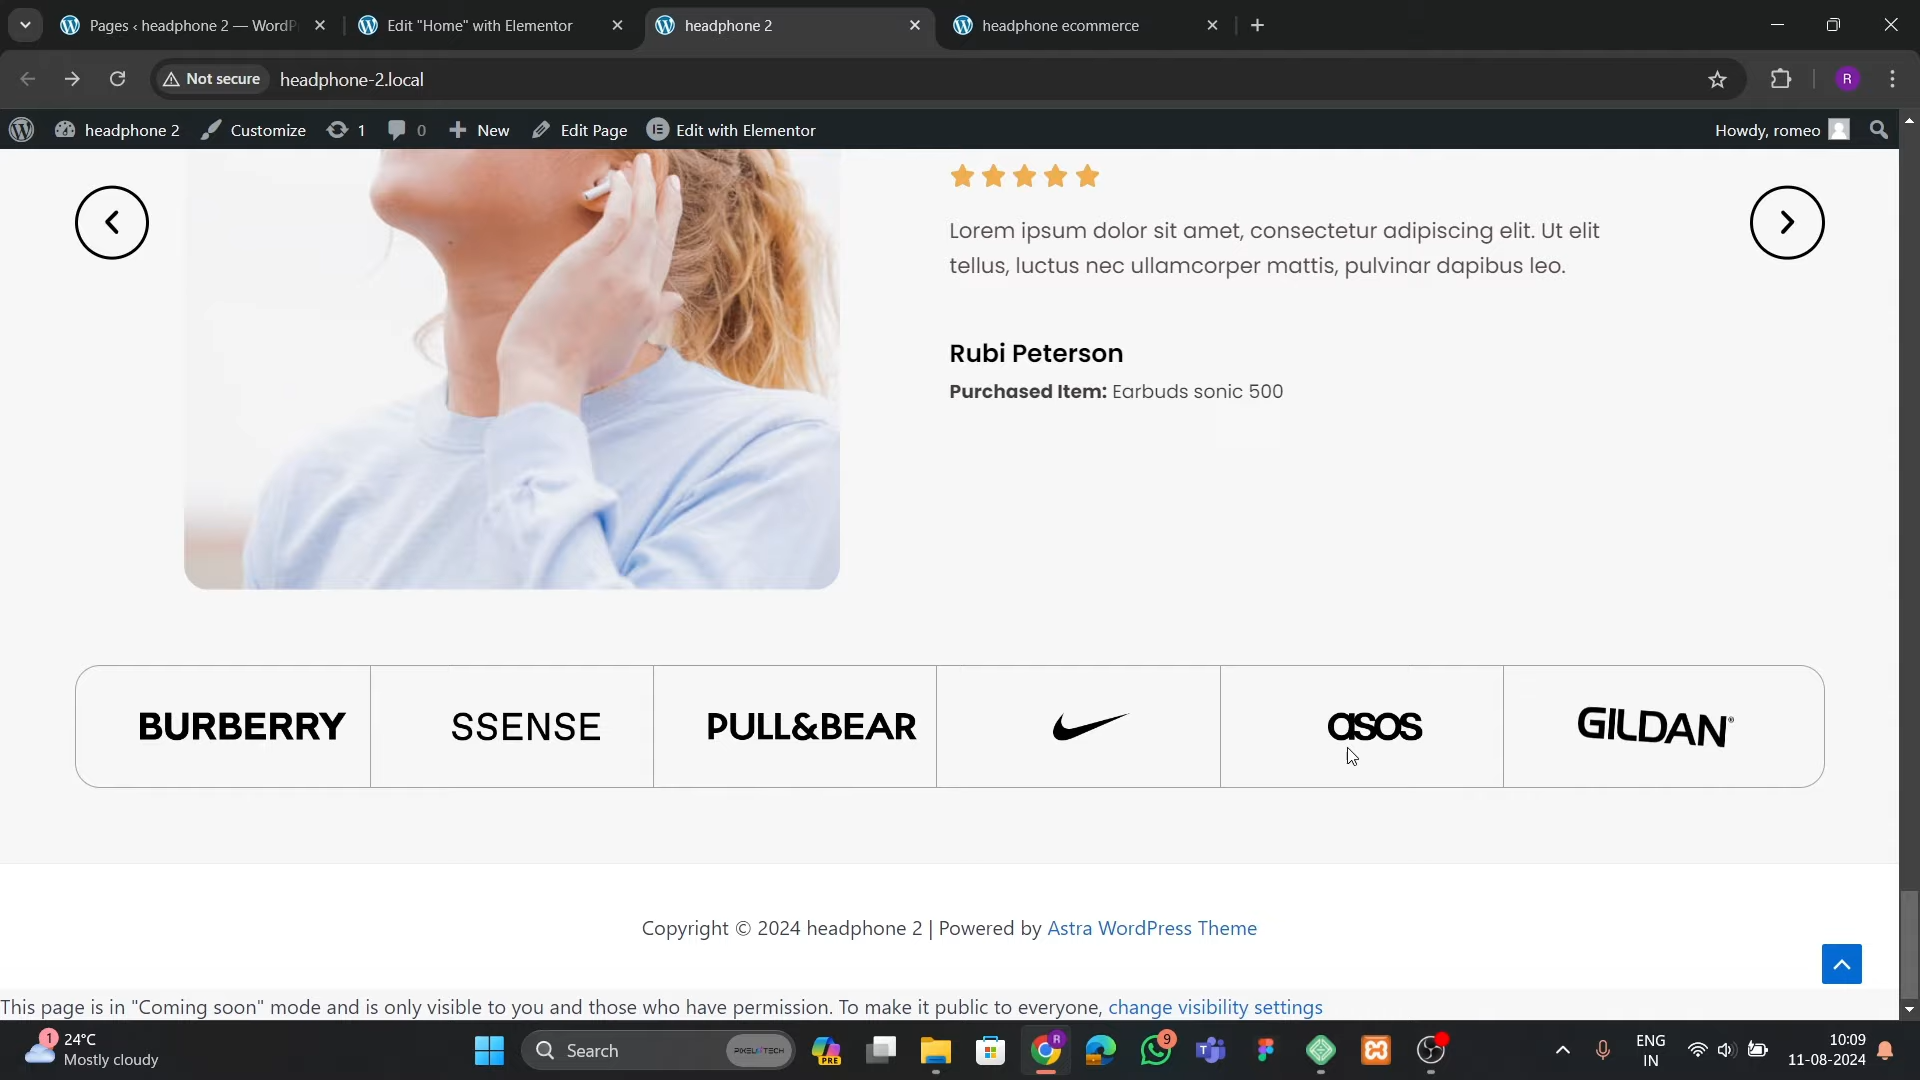 Pages ‹ headphone 2 — WordP
Edit "Home" with Elementor
headphone 2
headphone ecommerce
Not secure
headphone-2.local
R
headphone 2
Customize
1
0
New
Edit Page
Edit with Elementor
Howdy, romeo
Lorem ipsum dolor sit amet, consectetur adipiscing elit. Ut elit
tellus, luctus nec ullamcorper mattis, pulvinar dapibus leo.
Rubi Peterson
Purchased Item: Earbuds sonic 500
BURBERRY
SSENSE
PULL&BEAR
asos
GILDAN®
Copyright © 2024 headphone 2 | Powered by Astra WordPress Theme
This page is in "Coming soon" mode and is only visible to you and those who have permission. To make it public to everyone, change visibility settings
1
24°C
Mostly cloudy
Search
PRE
R
9
ENG
IN
10:09
11-08-2024